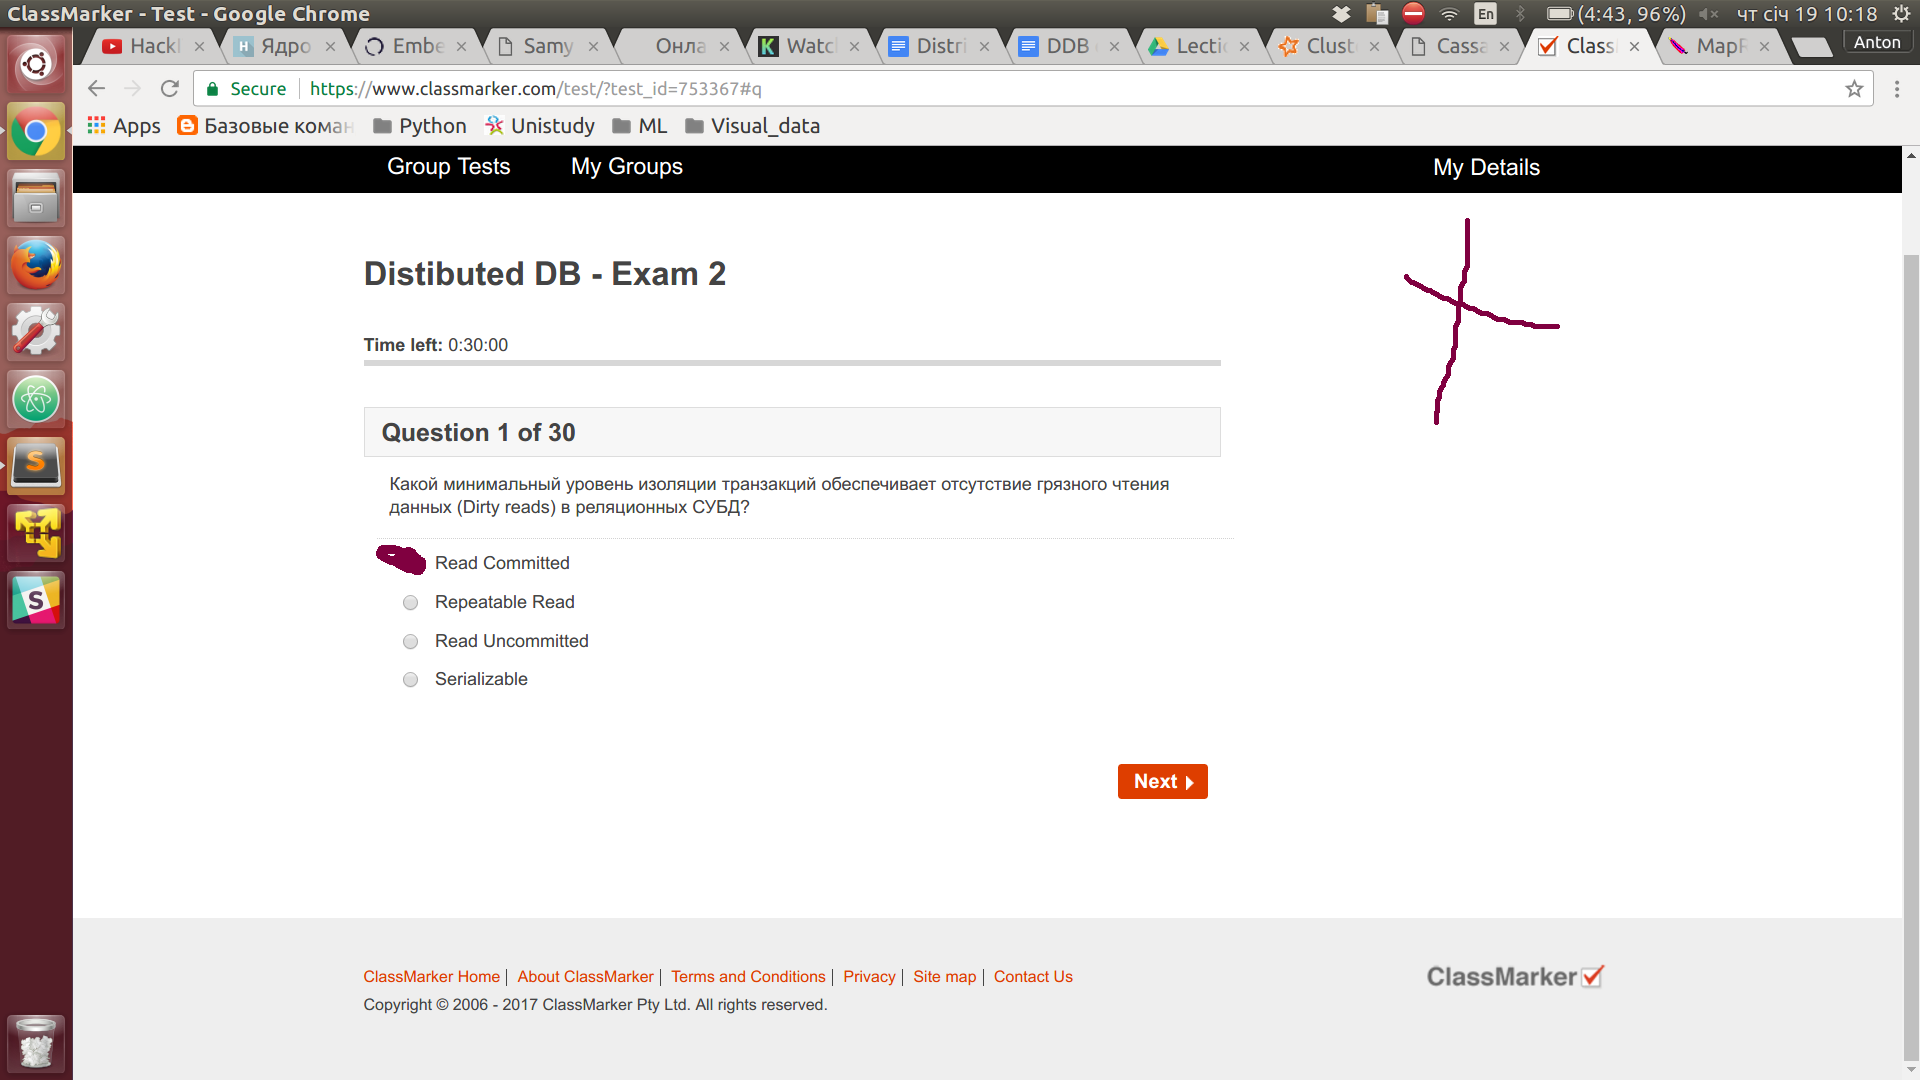 ClassMarker - Test - Google Chrome
En
(4:43, 96%)
чт січ 19 10:18
Hackl
Ядро
Embe
Samy
Онла
Watc
Distri
DDB
Lecti
Clust
Cassa
Class
MapR
Anton
Secure
https://www.classmarker.com/test/?test_id=753367#q
Apps
Базовые коман
Python
Unistudy
ML
Visual_data
Group Tests
My Groups
My Details
Distibuted DB - Exam 2
Time left: 0:30:00
Question 1 of 30
Какой минимальный уровень изоляции транзакций обеспечивает отсутствие грязного чтения
данных (Dirty reads) в реляционных СУБД?
Read Committed
Repeatable Read
Read Uncommitted
Serializable
Next
ClassMarker Home | About ClassMarker | Terms and Conditions | Privacy | Site map | Contact Us
ClassMarker
Copyright © 2006 - 2017 ClassMarker Pty Ltd. All rights reserved.